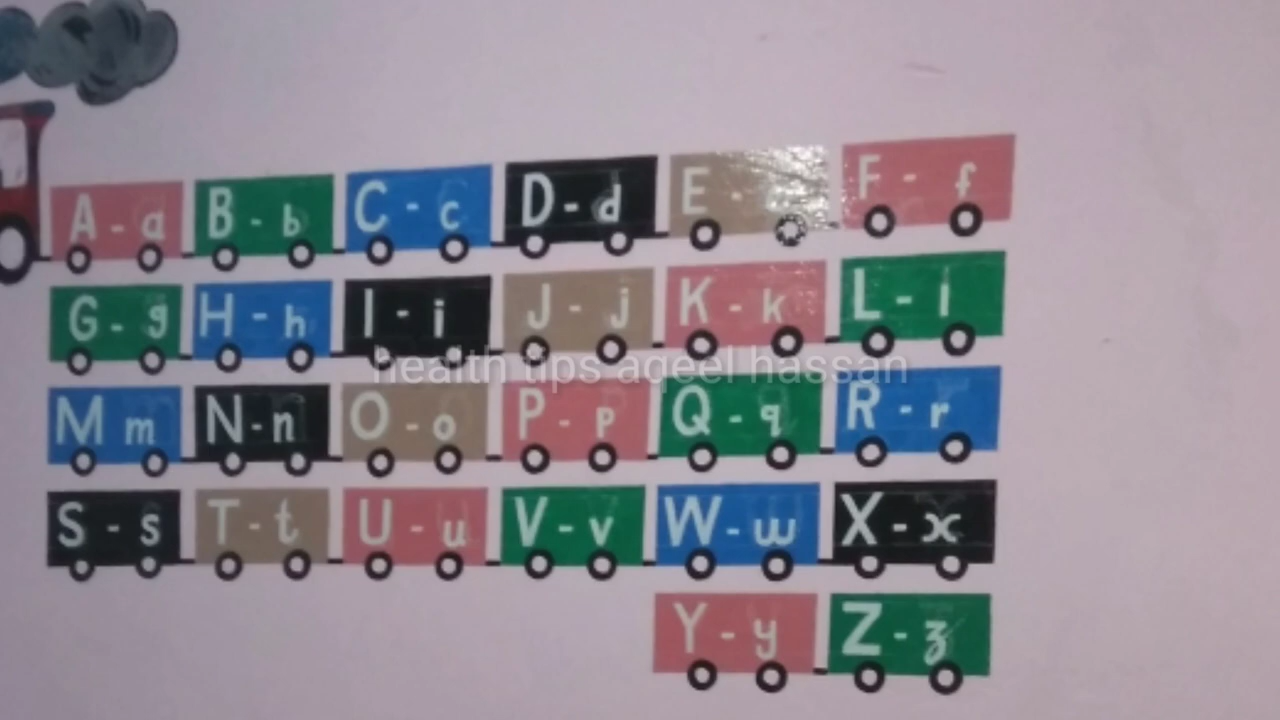 A - a B - b C - c D - d E - F - f
G - g H - h I - i J - j K - k L - l
health tips aqeel hassan
M m N - n O - o P - p Q - q R - r
S - s T - t U - u V - v W - w X - x
Y - y Z - z